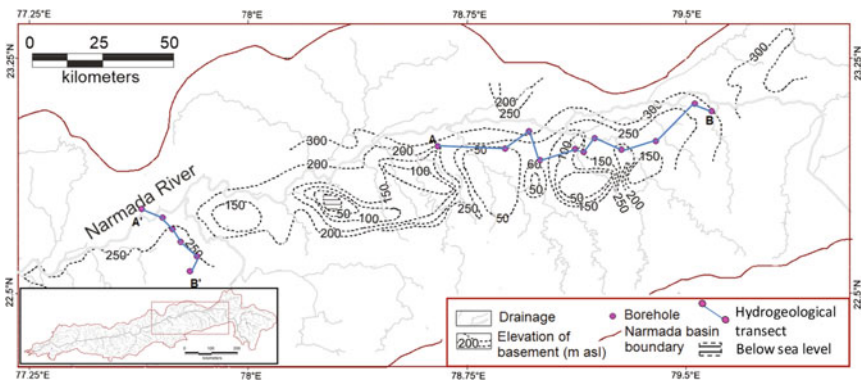 77.25°E 78°E 78.75°E 79.5°E
23.25°N 23.25°N
22.5°N 22.5°N
0 25 50
kilometers
Narmada River
A
B
A'
B'
300
200
250
300
30
250
200
50
300
200
60
100
150
150
150
100
50
150
250
200
50
50
150
50
100
200
250
250
250
Drainage
200 Elevation of
basement (m asl)
Borehole
Narmada basin
boundary
Hydrogeological
transect
Below sea level
kilometers
77.25°E 78°E 78.75°E 79.5°E